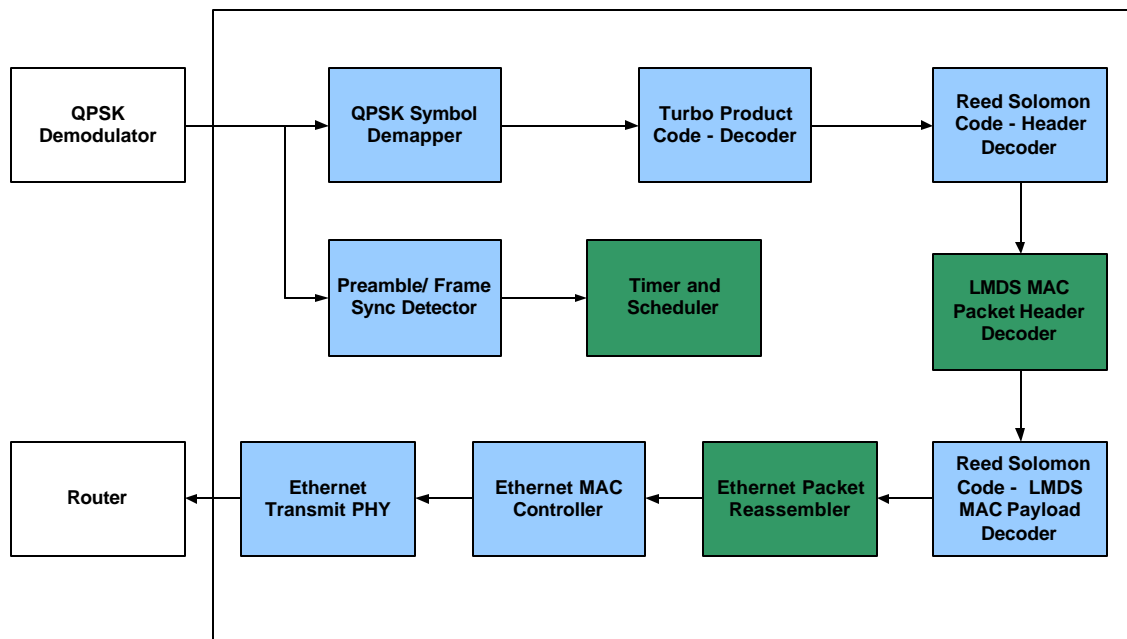 QPSK
Demodulator
QPSK Symbol
Demapper
Turbo Product
Code - Decoder
Reed Solomon
Code - Header
Decoder
Preamble/ Frame
Sync Detector
Timer and
Scheduler
LMDS MAC
Packet Header
Decoder
Router
Ethernet
Transmit PHY
Ethernet MAC
Controller
Ethernet Packet
Reassembler
Reed Solomon
Code - LMDS
MAC Payload
Decoder